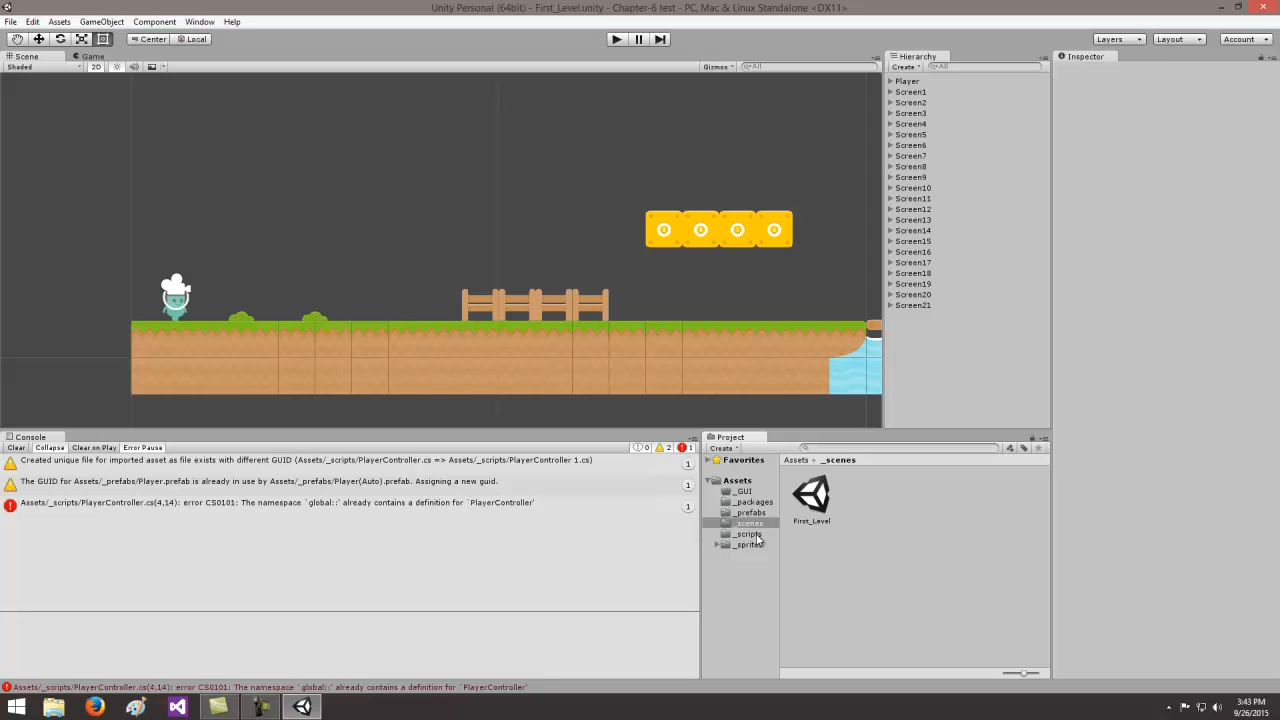 Unity Personal (64bit) - First_Level.unity - Chapter-6 test - PC, Mac & Linux Standalone <DX11>
File Edit Assets GameObject Component Window Help
Center Local Layers Layout Account
Scene Game Hierarchy Inspector
Shaded 2D Gizmos All Create All
Player
Screen1
Screen2
Screen3
Screen4
Screen5
Screen6
Screen7
Screen8
Screen9
Screen10
Screen11
Screen12
Screen13
Screen14
Screen15
Screen16
Screen17
Screen18
Screen19
Screen20
Screen21
Console
Clear Collapse Clear on Play Error Pause 0 2 1
Created unique file for imported asset as file exists with different GUID (Assets/_scripts/PlayerController.cs => Assets/_scripts/PlayerController 1.cs) 1
The GUID for Assets/_prefabs/Player.prefab is already in use by Assets/_prefabs/Player(Auto).prefab. Assigning a new guid. 1
Assets/_scripts/PlayerController.cs(4,14): error CS0101: The namespace `global::' already contains a definition for `PlayerController' 1
Project
Create
Favorites
Assets
_GUI
_packages
_prefabs
_scenes
_scripts
_sprites
Assets _scenes
First_Level
Assets/_scripts/PlayerController.cs(4,14): error CS0101: The namespace `global::' already contains a definition for `PlayerController'
3:43 PM
9/26/2015